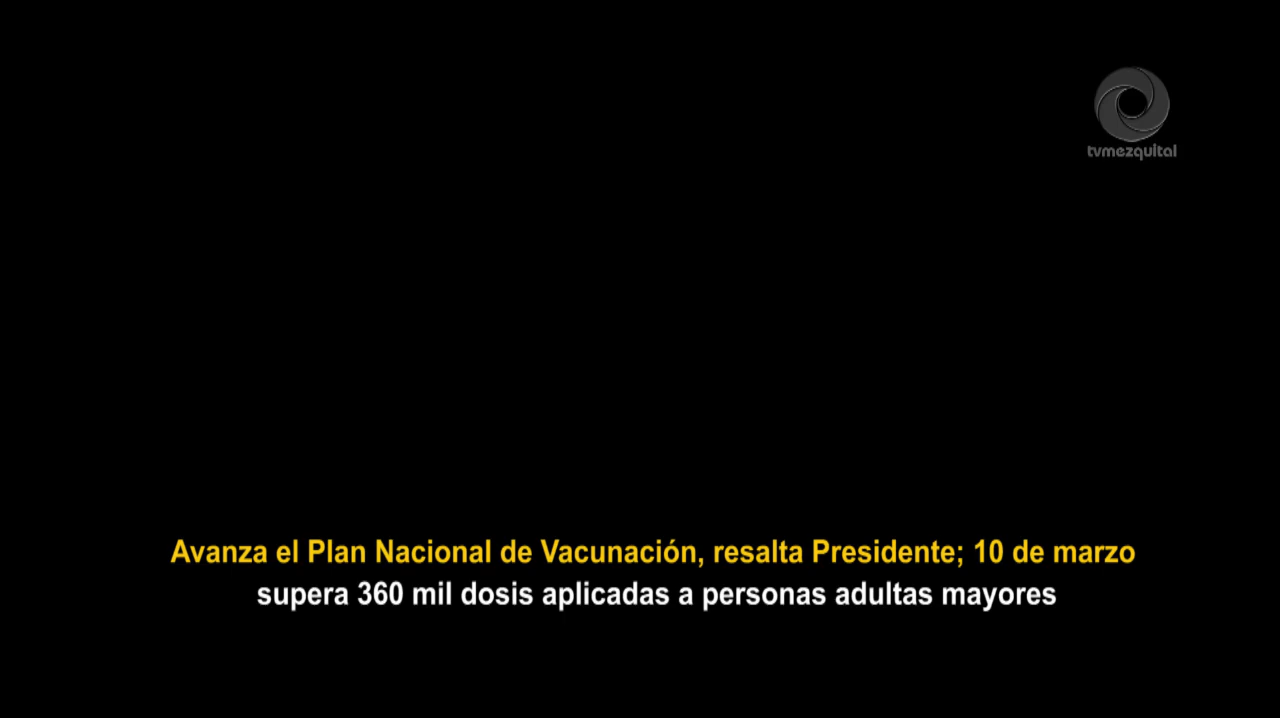 tvmezquital
Avanza el Plan Nacional de Vacunación, resalta Presidente; 10 de marzo
supera 360 mil dosis aplicadas a personas adultas mayores